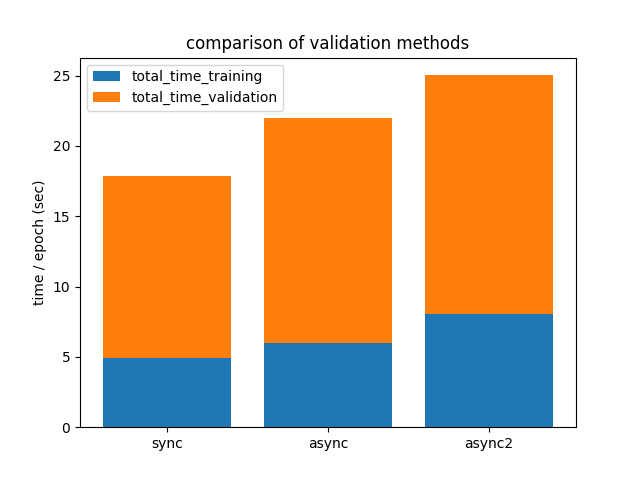 comparison of validation methods
total_time_training
total_time_validation
time / epoch (sec)
25
20
15
10
5
0
sync
async
async2